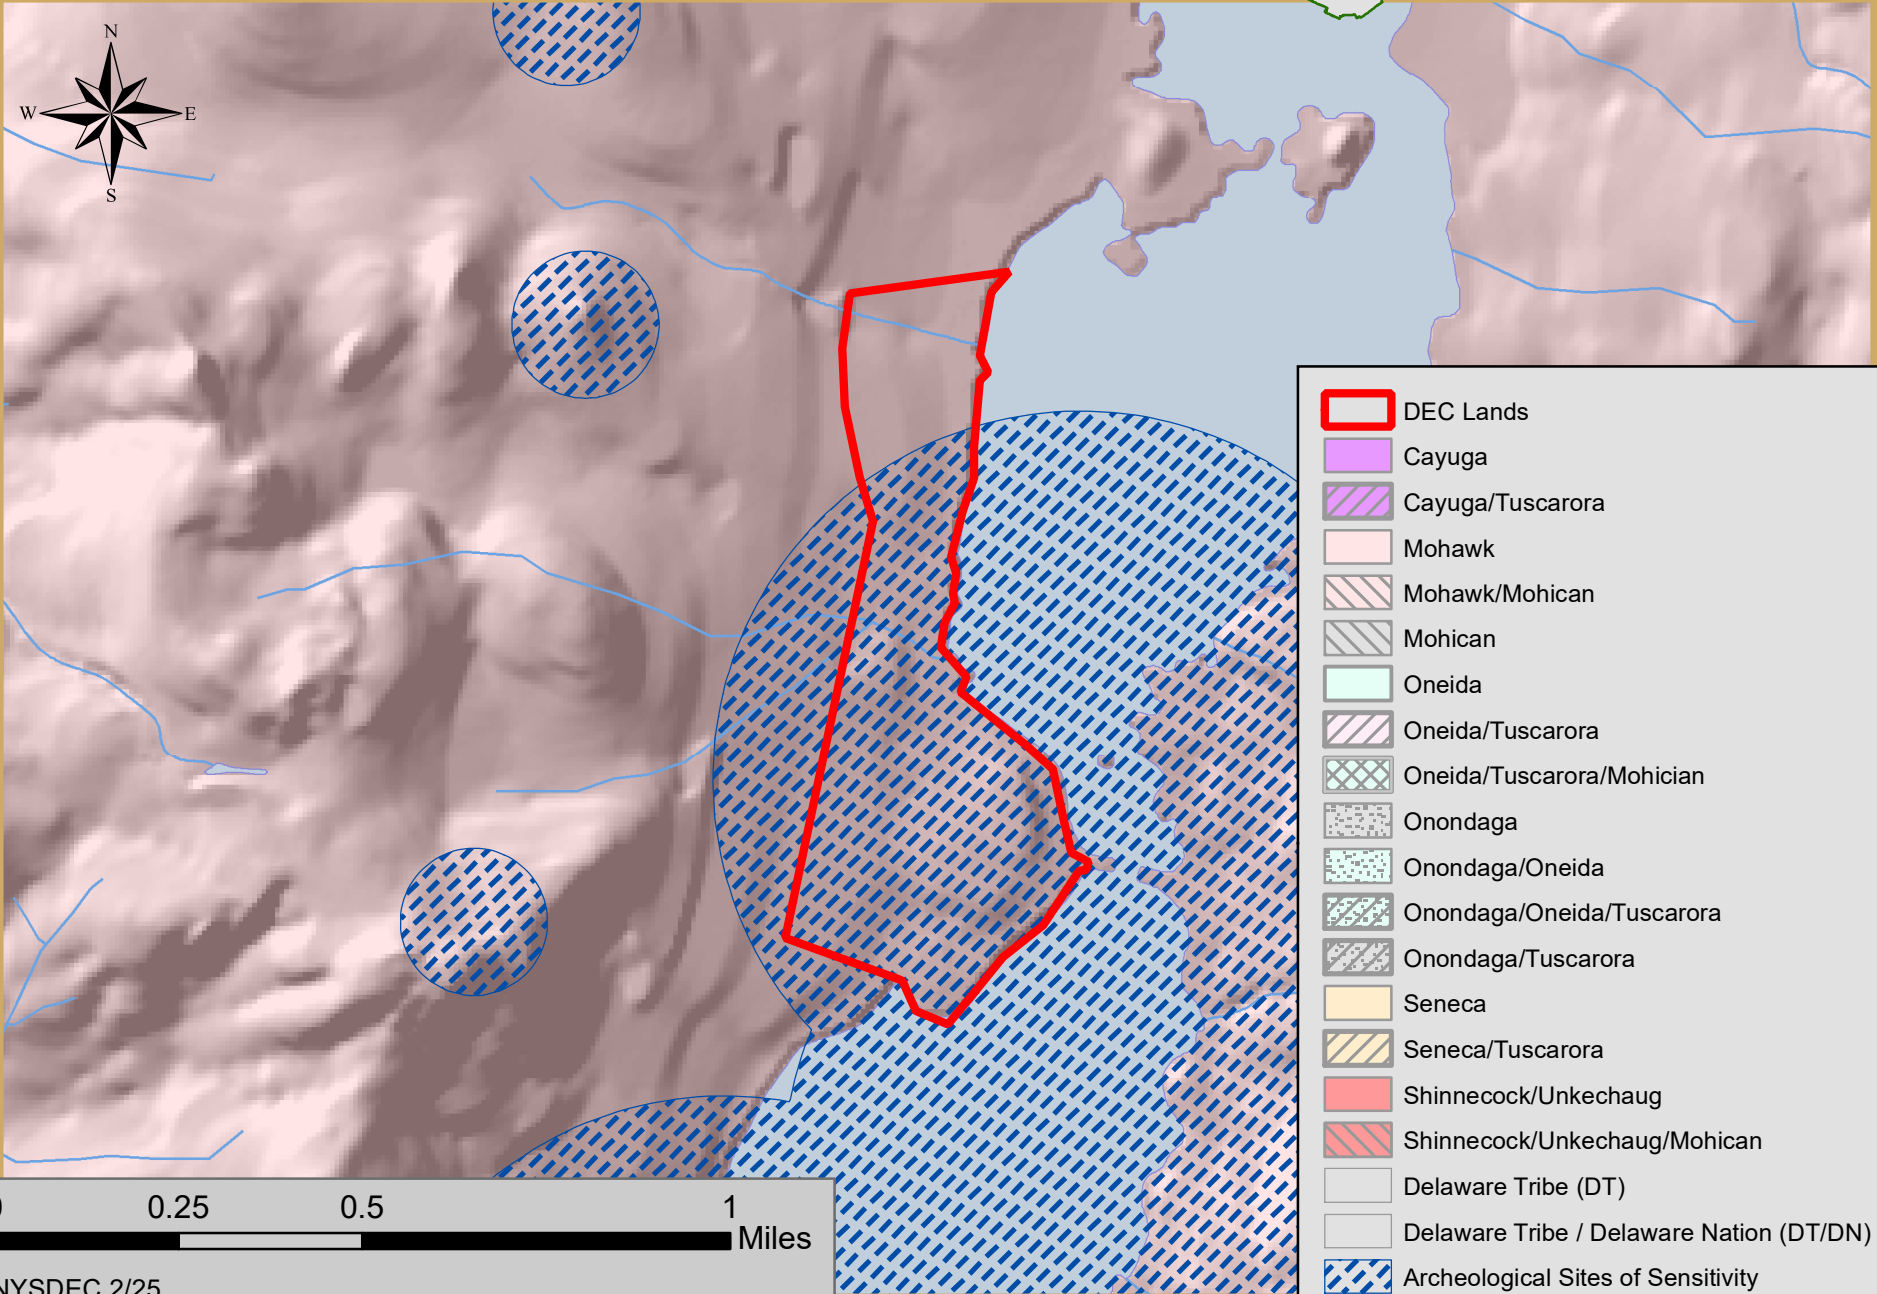 N
W E
S
DEC Lands
Cayuga
Cayuga/Tuscarora
Mohawk
Mohawk/Mohican
Mohican
Oneida
Oneida/Tuscarora
Oneida/Tuscarora/Mohician
Onondaga
Onondaga/Oneida
Onondaga/Oneida/Tuscarora
Onondaga/Tuscarora
Seneca
Seneca/Tuscarora
Shinnecock/Unkechaug
Shinnecock/Unkechaug/Mohican
Delaware Tribe (DT)
Delaware Tribe / Delaware Nation (DT/DN)
Archeological Sites of Sensitivity
0 0.25 0.5 1
Miles
NYSDEC 2/25